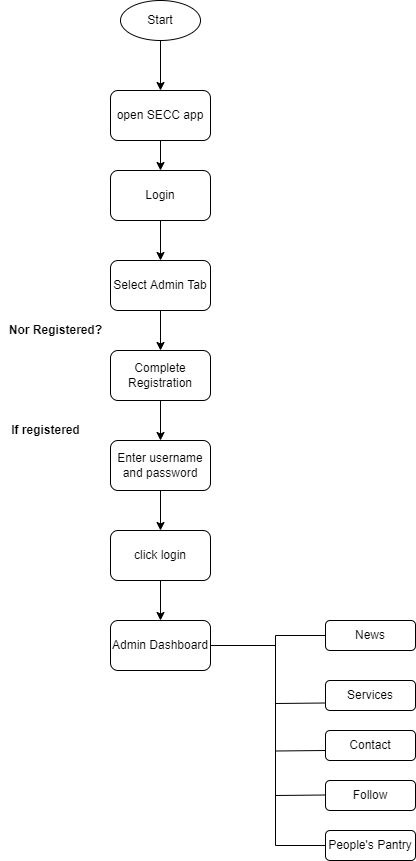 Start
open SECC app
Login
Select Admin Tab
Nor Registered?
Complete
Registration
If registered
Enter username
and password
click login
Admin Dashboard
News
Services
Contact
Follow
People's Pantry